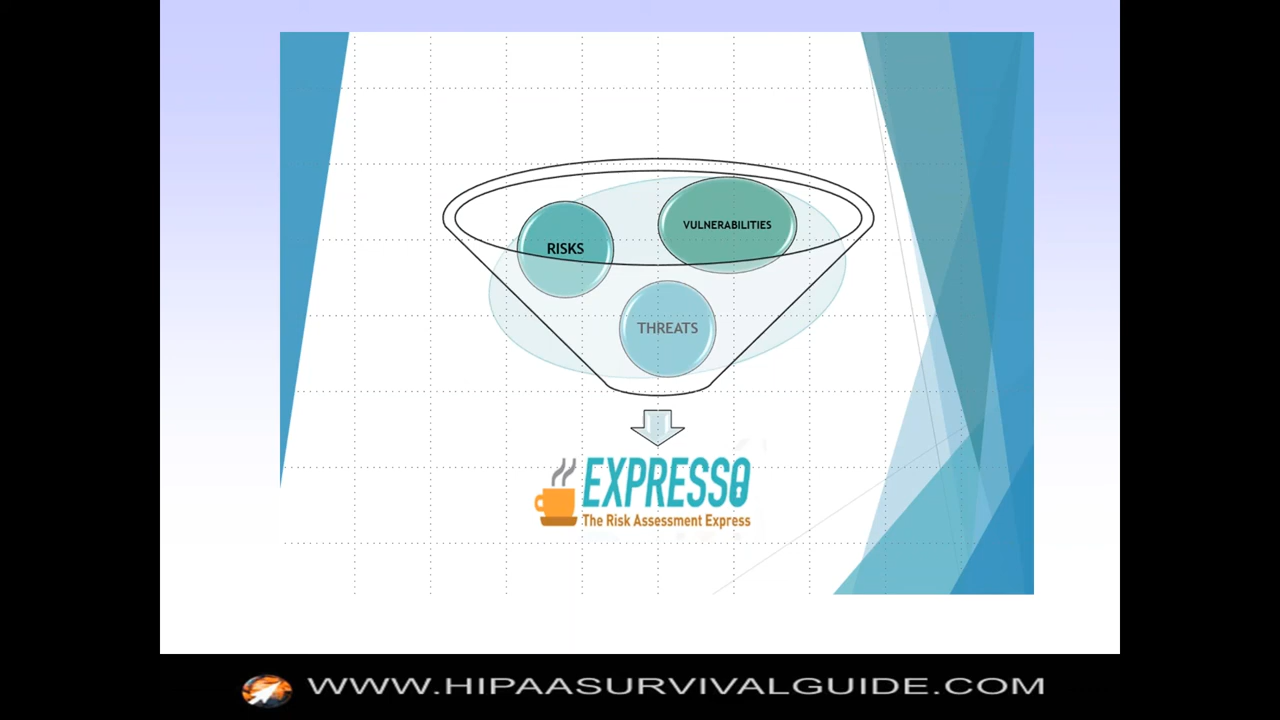 RISKS
VULNERABILITIES
THREATS
EXPRESSO
The Risk Assessment Express
WWW.HIPAASURVIVALGUIDE.COM